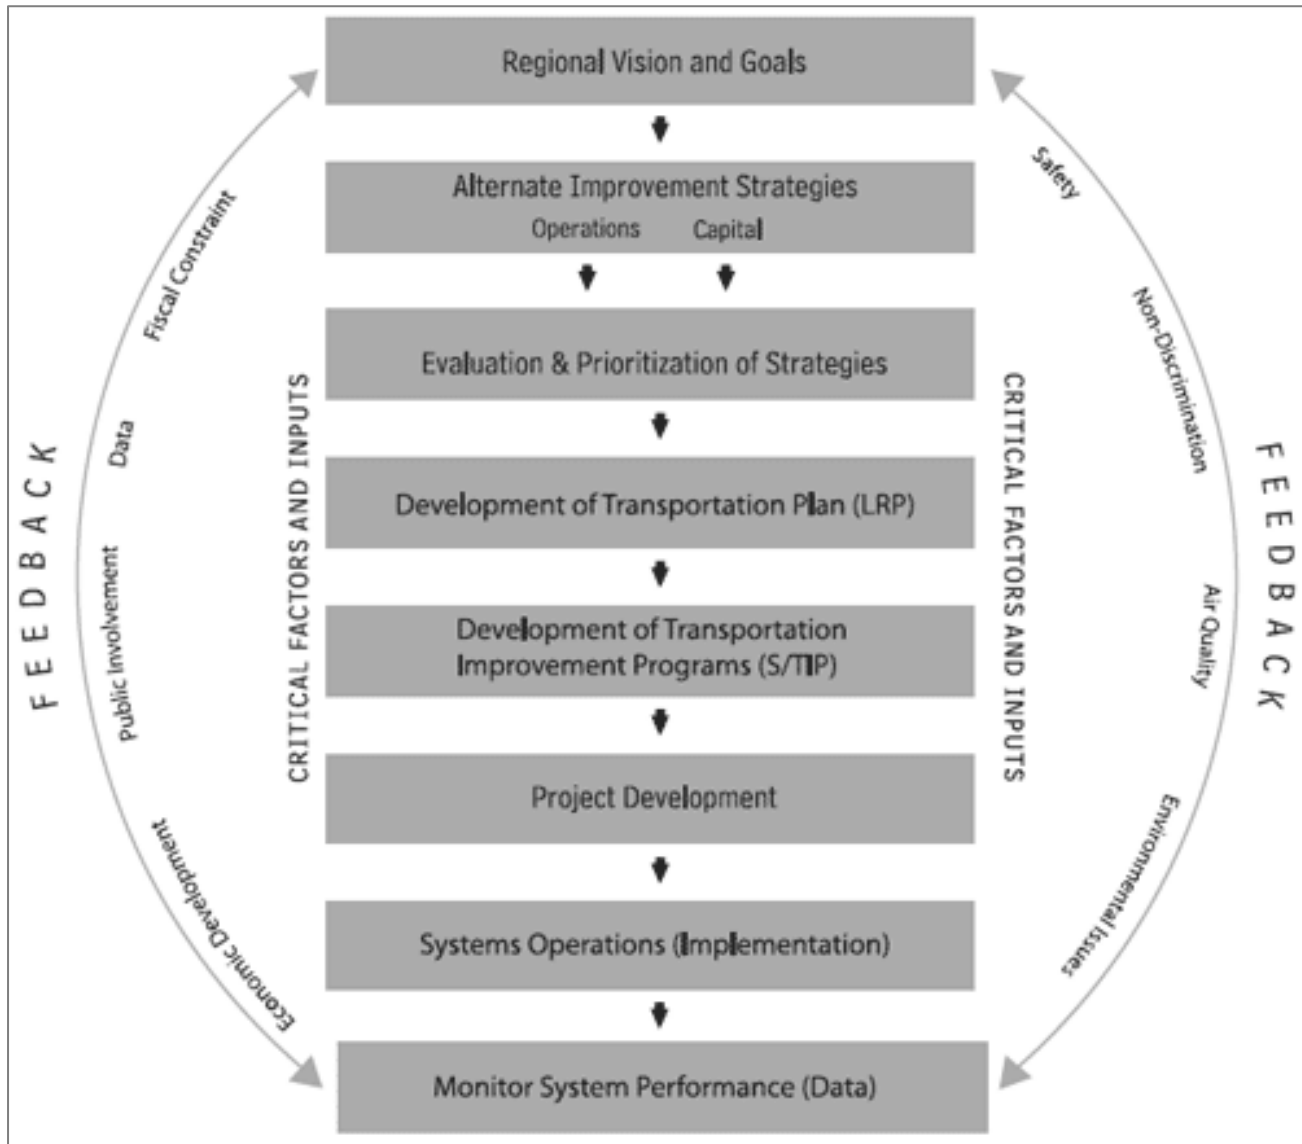 Regional Vision and Goals
Alternate Improvement Strategies
Operations Capital
Evaluation & Prioritization of Strategies
Development of Transportation Plan (LRP)
Development of Transportation
Improvement Programs (S/TIP)
Project Development
Systems Operations (Implementation)
Monitor System Performance (Data)
FEEDBACK
Fiscal Constraint
Data
Public Involvement
Economic Development
CRITICAL FACTORS AND INPUTS
CRITICAL FACTORS AND INPUTS
Safety
Non-Discrimination
Air Quality
Environmental Issues
FEEDBACK